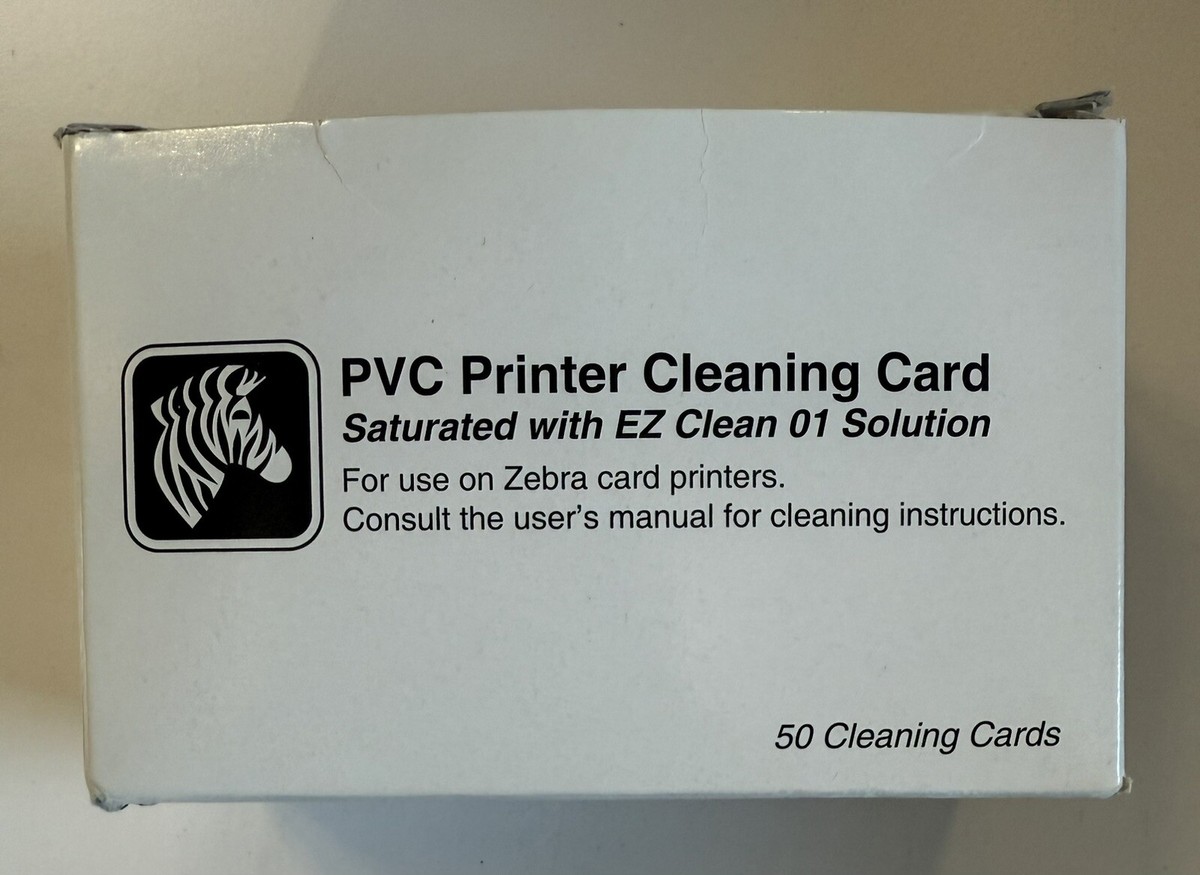 PVC Printer Cleaning Card
Saturated with EZ Clean 01 Solution
For use on Zebra card printers.
Consult the user's manual for cleaning instructions.
50 Cleaning Cards